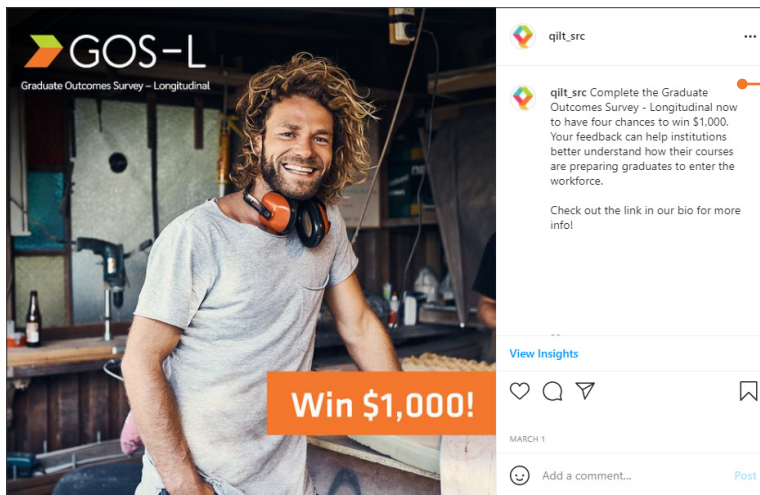 GOS-L
Graduate Outcomes Survey – Longitudinal
Win $1,000!
qilt_src
qilt_src Complete the Graduate
Outcomes Survey - Longitudinal now
to have four chances to win $1,000.
Your feedback can help institutions
better understand how their courses
are preparing graduates to enter the
workforce.
Check out the link in our bio for more
info!
View Insights
MARCH 1
Add a comment...
Post